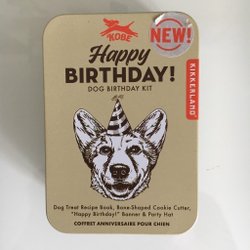 KOBE
NEW!
KIKKERLAND
Happy
BIRTHDAY!
DOG BIRTHDAY KIT
Dog Treat Recipe Book, Bone-Shaped Cookie Cutter,
"Happy Birthday!" Banner & Party Hat
COFFRET ANNIVERSAIRE POUR CHIEN